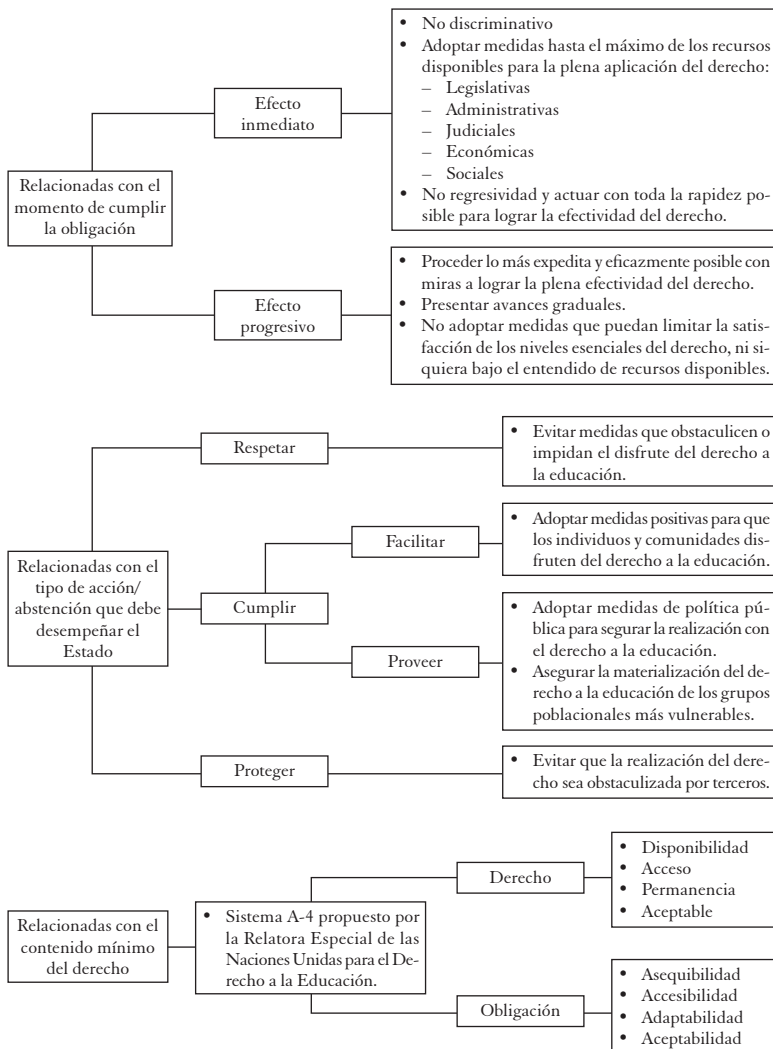 Relacionadas con el
momento de cumplir
la obligación
Efecto
inmediato
• No discriminativo
• Adoptar medidas hasta el máximo de los recursos
disponibles para la plena aplicación del derecho:
– Legislativas
– Administrativas
– Judiciales
– Económicas
– Sociales
• No regresividad y actuar con toda la rapidez po-
sible para lograr la efectividad del derecho.
Efecto
progresivo
• Proceder lo más expedita y eficazmente posible con
miras a lograr la plena efectividad del derecho.
• Presentar avances graduales.
• No adoptar medidas que puedan limitar la satis-
facción de los niveles esenciales del derecho, ni si-
quiera bajo el entendido de recursos disponibles.
Relacionadas con el
tipo de acción/
abstención que debe
desempeñar el
Estado
Respetar
• Evitar medidas que obstaculicen o
impidan el disfrute del derecho a
la educación.
Cumplir
Facilitar
• Adoptar medidas positivas para que
los individuos y comunidades dis-
fruten del derecho a la educación.
Proveer
• Adoptar medidas de política pú-
blica para segurar la realización con
el derecho a la educación.
• Asegurar la materialización del de-
recho a la educación de los grupos
poblacionales más vulnerables.
Proteger
• Evitar que la realización del dere-
cho sea obstaculizada por terceros.
Relacionadas con el
contenido mínimo
del derecho
• Sistema A-4 propuesto por
la Relatora Especial de las
Naciones Unidas para el De-
recho a la Educación.
Derecho
• Disponibilidad
• Acceso
• Permanencia
• Aceptable
Obligación
• Asequibilidad
• Accesibilidad
• Adaptabilidad
• Aceptabilidad